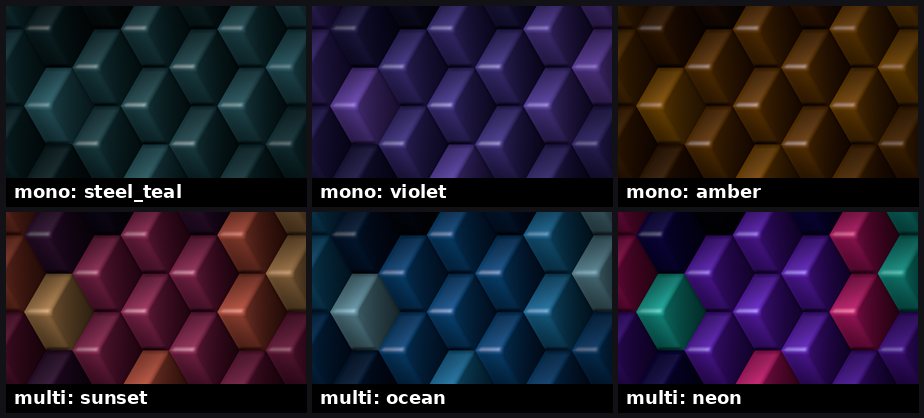 mono: steel_teal
mono: violet
mono: amber
multi: sunset
multi: ocean
multi: neon